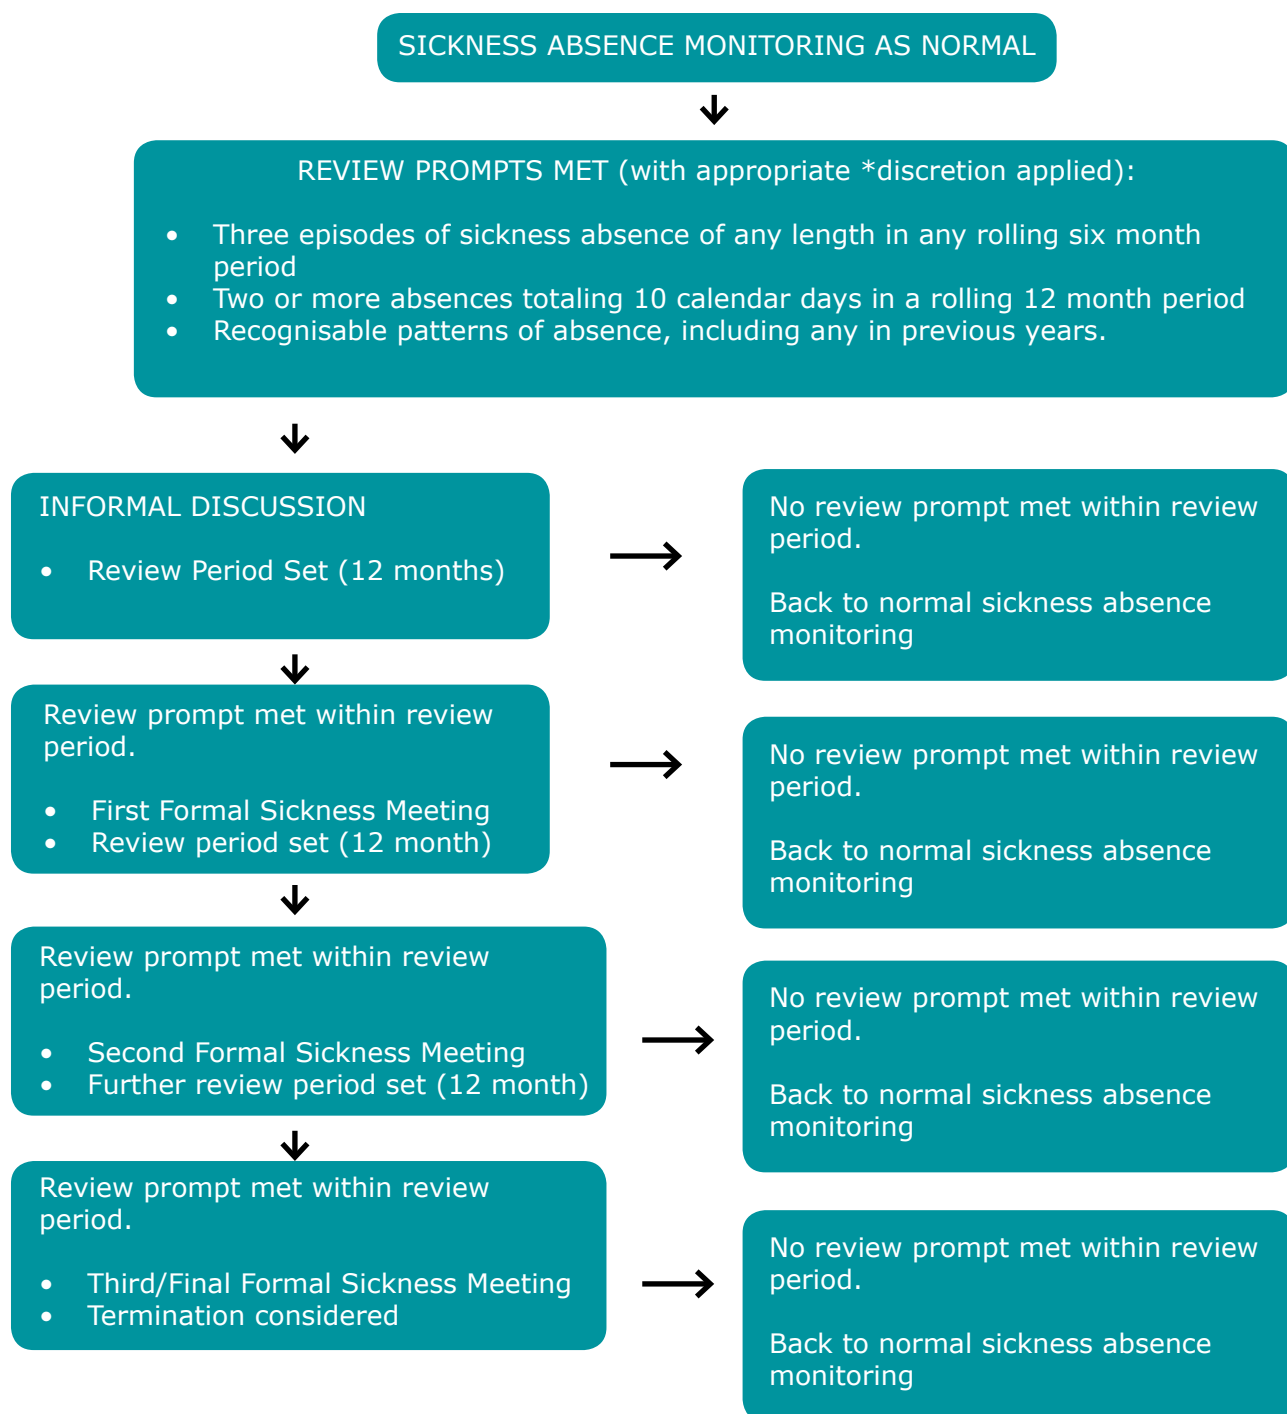 SICKNESS ABSENCE MONITORING AS NORMAL
REVIEW PROMPTS MET (with appropriate *discretion applied):
• Three episodes of sickness absence of any length in any rolling six month
period
• Two or more absences totaling 10 calendar days in a rolling 12 month period
• Recognisable patterns of absence, including any in previous years.
INFORMAL DISCUSSION
• Review Period Set (12 months)
No review prompt met within review
period.
Back to normal sickness absence
monitoring
Review prompt met within review
period.
• First Formal Sickness Meeting
• Review period set (12 month)
No review prompt met within review
period.
Back to normal sickness absence
monitoring
Review prompt met within review
period.
• Second Formal Sickness Meeting
• Further review period set (12 month)
No review prompt met within review
period.
Back to normal sickness absence
monitoring
Review prompt met within review
period.
• Third/Final Formal Sickness Meeting
• Termination considered
No review prompt met within review
period.
Back to normal sickness absence
monitoring